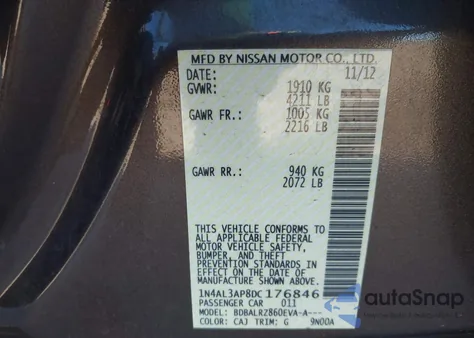 MFD BY NISSAN MOTOR CO., LTD.
DATE: 11/12
GVWR: 1910 KG
4211 LB
GAWR FR.: 1005 KG
2216 LB
GAWR RR.: 940 KG
2072 LB
THIS VEHICLE CONFORMS TO
ALL APPLICABLE FEDERAL
MOTOR VEHICLE SAFETY,
BUMPER, AND THEFT
PREVENTION STANDARDS IN
EFFECT ON THE DATE OF
MANUFACTURE SHOWN ABOVE.
1N4AL3AP8DC176846
PASSENGER CAR 011
MODEL: BDBALRZ860EVA-A----
COLOR: CAJ TRIM: G 9N00A
autoSnap